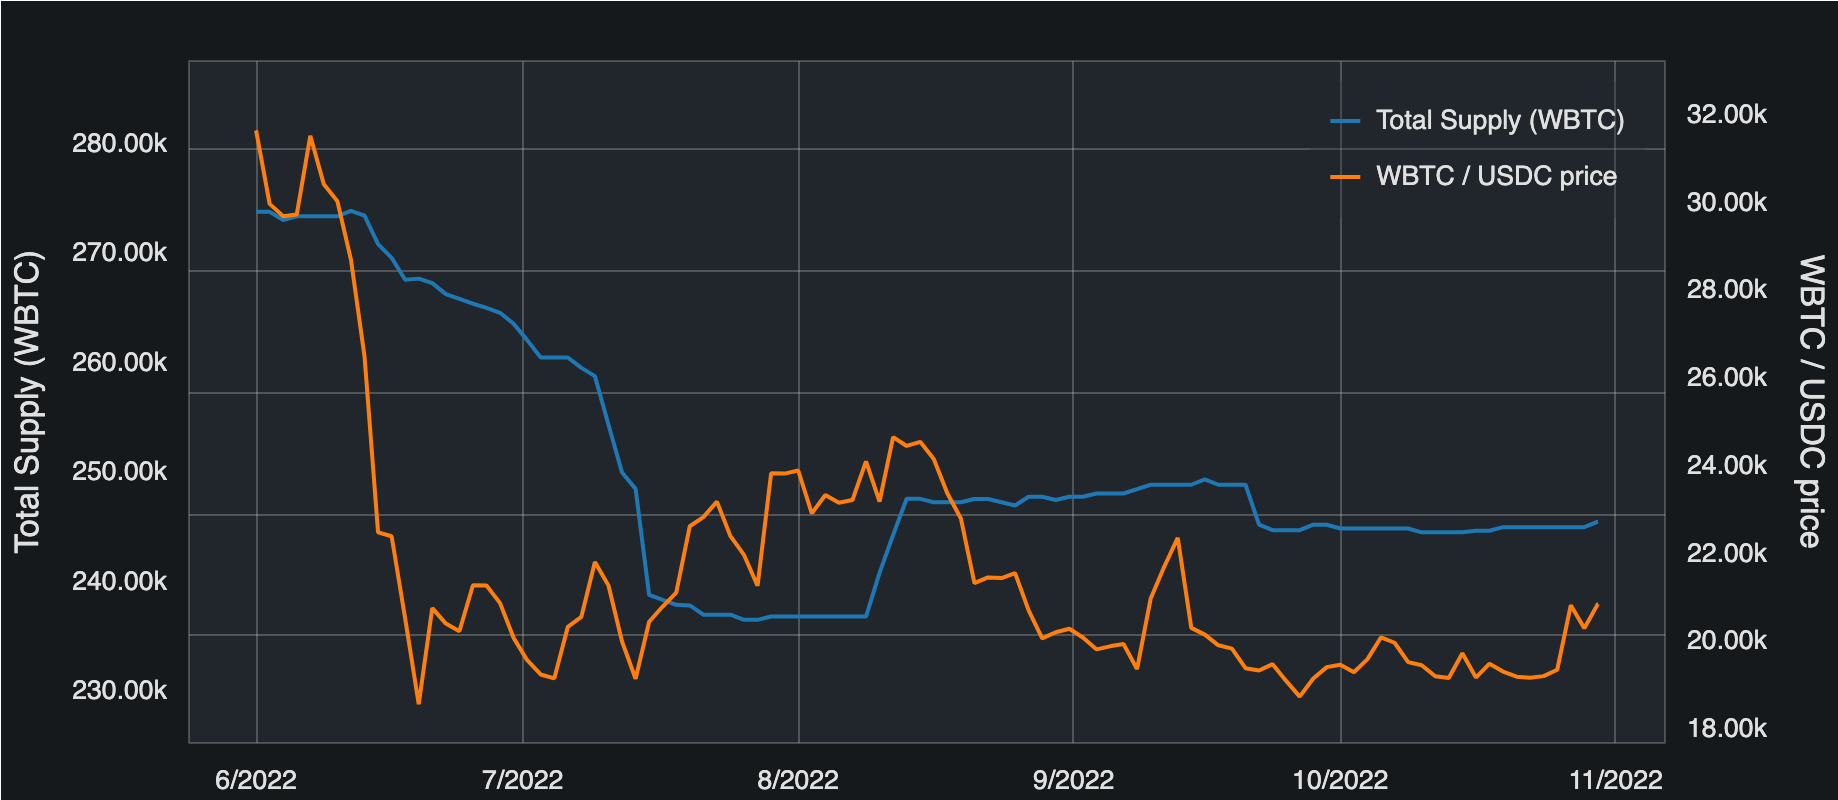 Total Supply (WBTC)
WBTC / USDC price
280.00k
270.00k
260.00k
250.00k
240.00k
230.00k
Total Supply (WBTC)
32.00k
30.00k
28.00k
26.00k
24.00k
22.00k
20.00k
18.00k
WBTC / USDC price
6/2022
7/2022
8/2022
9/2022
10/2022
11/2022